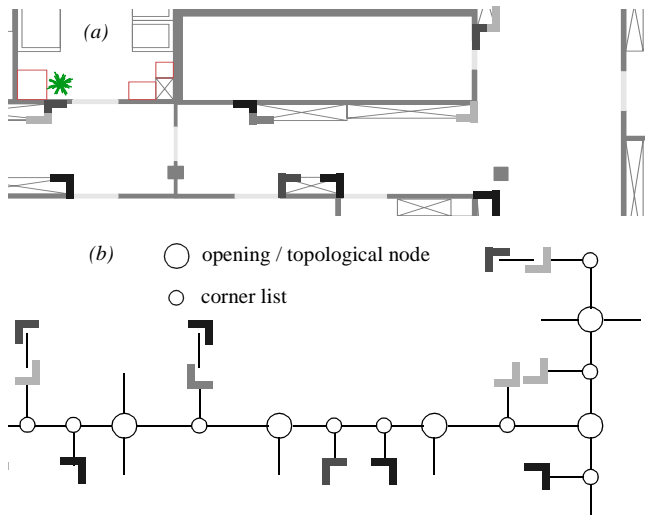 (a)
(b) opening / topological node
corner list